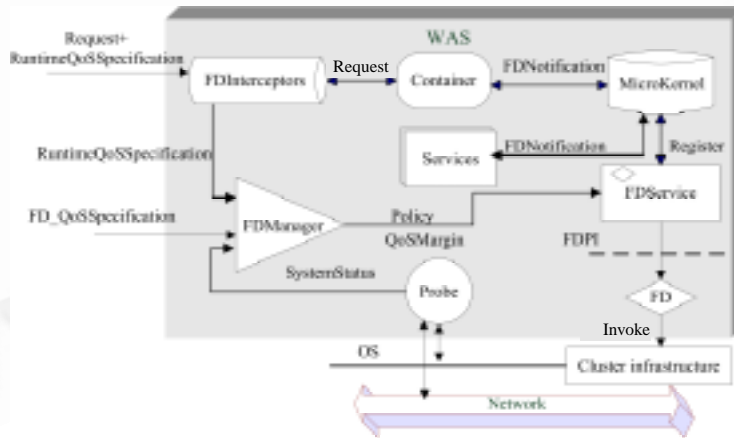 WAS
Request+
RuntimeQoSSpecification
FDInterceptors
Request
Container
FDNotification
MicroKernel
RuntimeQoSSpecification
Services
FDNotification
Register
FD_QoSSpecification
FDManager
Policy
QoSMargin
FDService
FDPI
SystemStatus
Probe
FD
Invoke
OS
Cluster infrastructure
Network